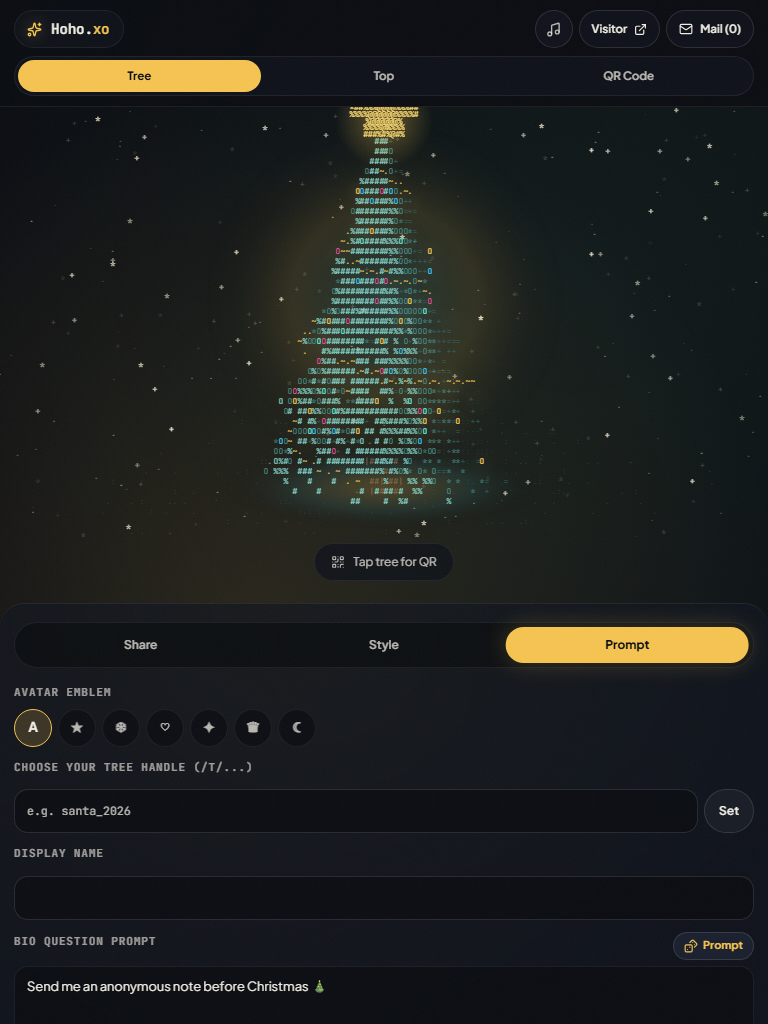 Hoho.xo
Visitor
Mail (0)
Tree
Top
QR Code
Tap tree for QR
Share
Style
Prompt
AVATAR EMBLEM
A
CHOOSE YOUR TREE HANDLE (/T/...)
e.g. santa_2026
Set
DISPLAY NAME
BIO QUESTION PROMPT
Prompt
Send me an anonymous note before Christmas 🎄